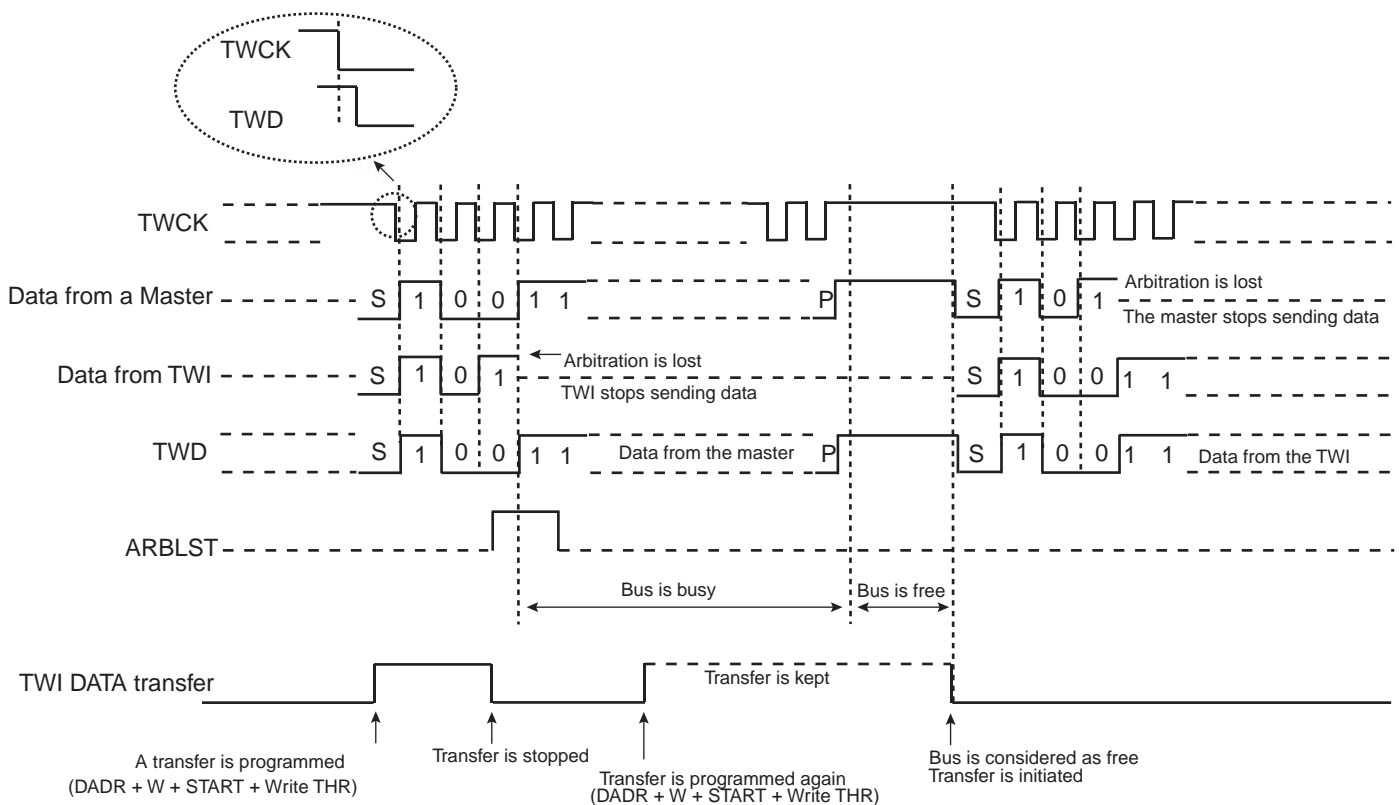 TWCK
TWD
TWCK
Data from a Master
S 1 0 0 1 1
P
S 1 0 1
Arbitration is lost
The master stops sending data
Data from TWI
S 1 0 1
Arbitration is lost
TWI stops sending data
S 1 0 0 1 1
TWD
S 1 0 0 1 1
Data from the master
P
S 1 0 0 1 1
Data from the TWI
ARBLST
Bus is busy
Bus is free
TWI DATA transfer
Transfer is kept
A transfer is programmed
(DADR + W + START + Write THR)
Transfer is stopped
Transfer is programmed again
(DADR + W + START + Write THR)
Bus is considered as free
Transfer is initiated